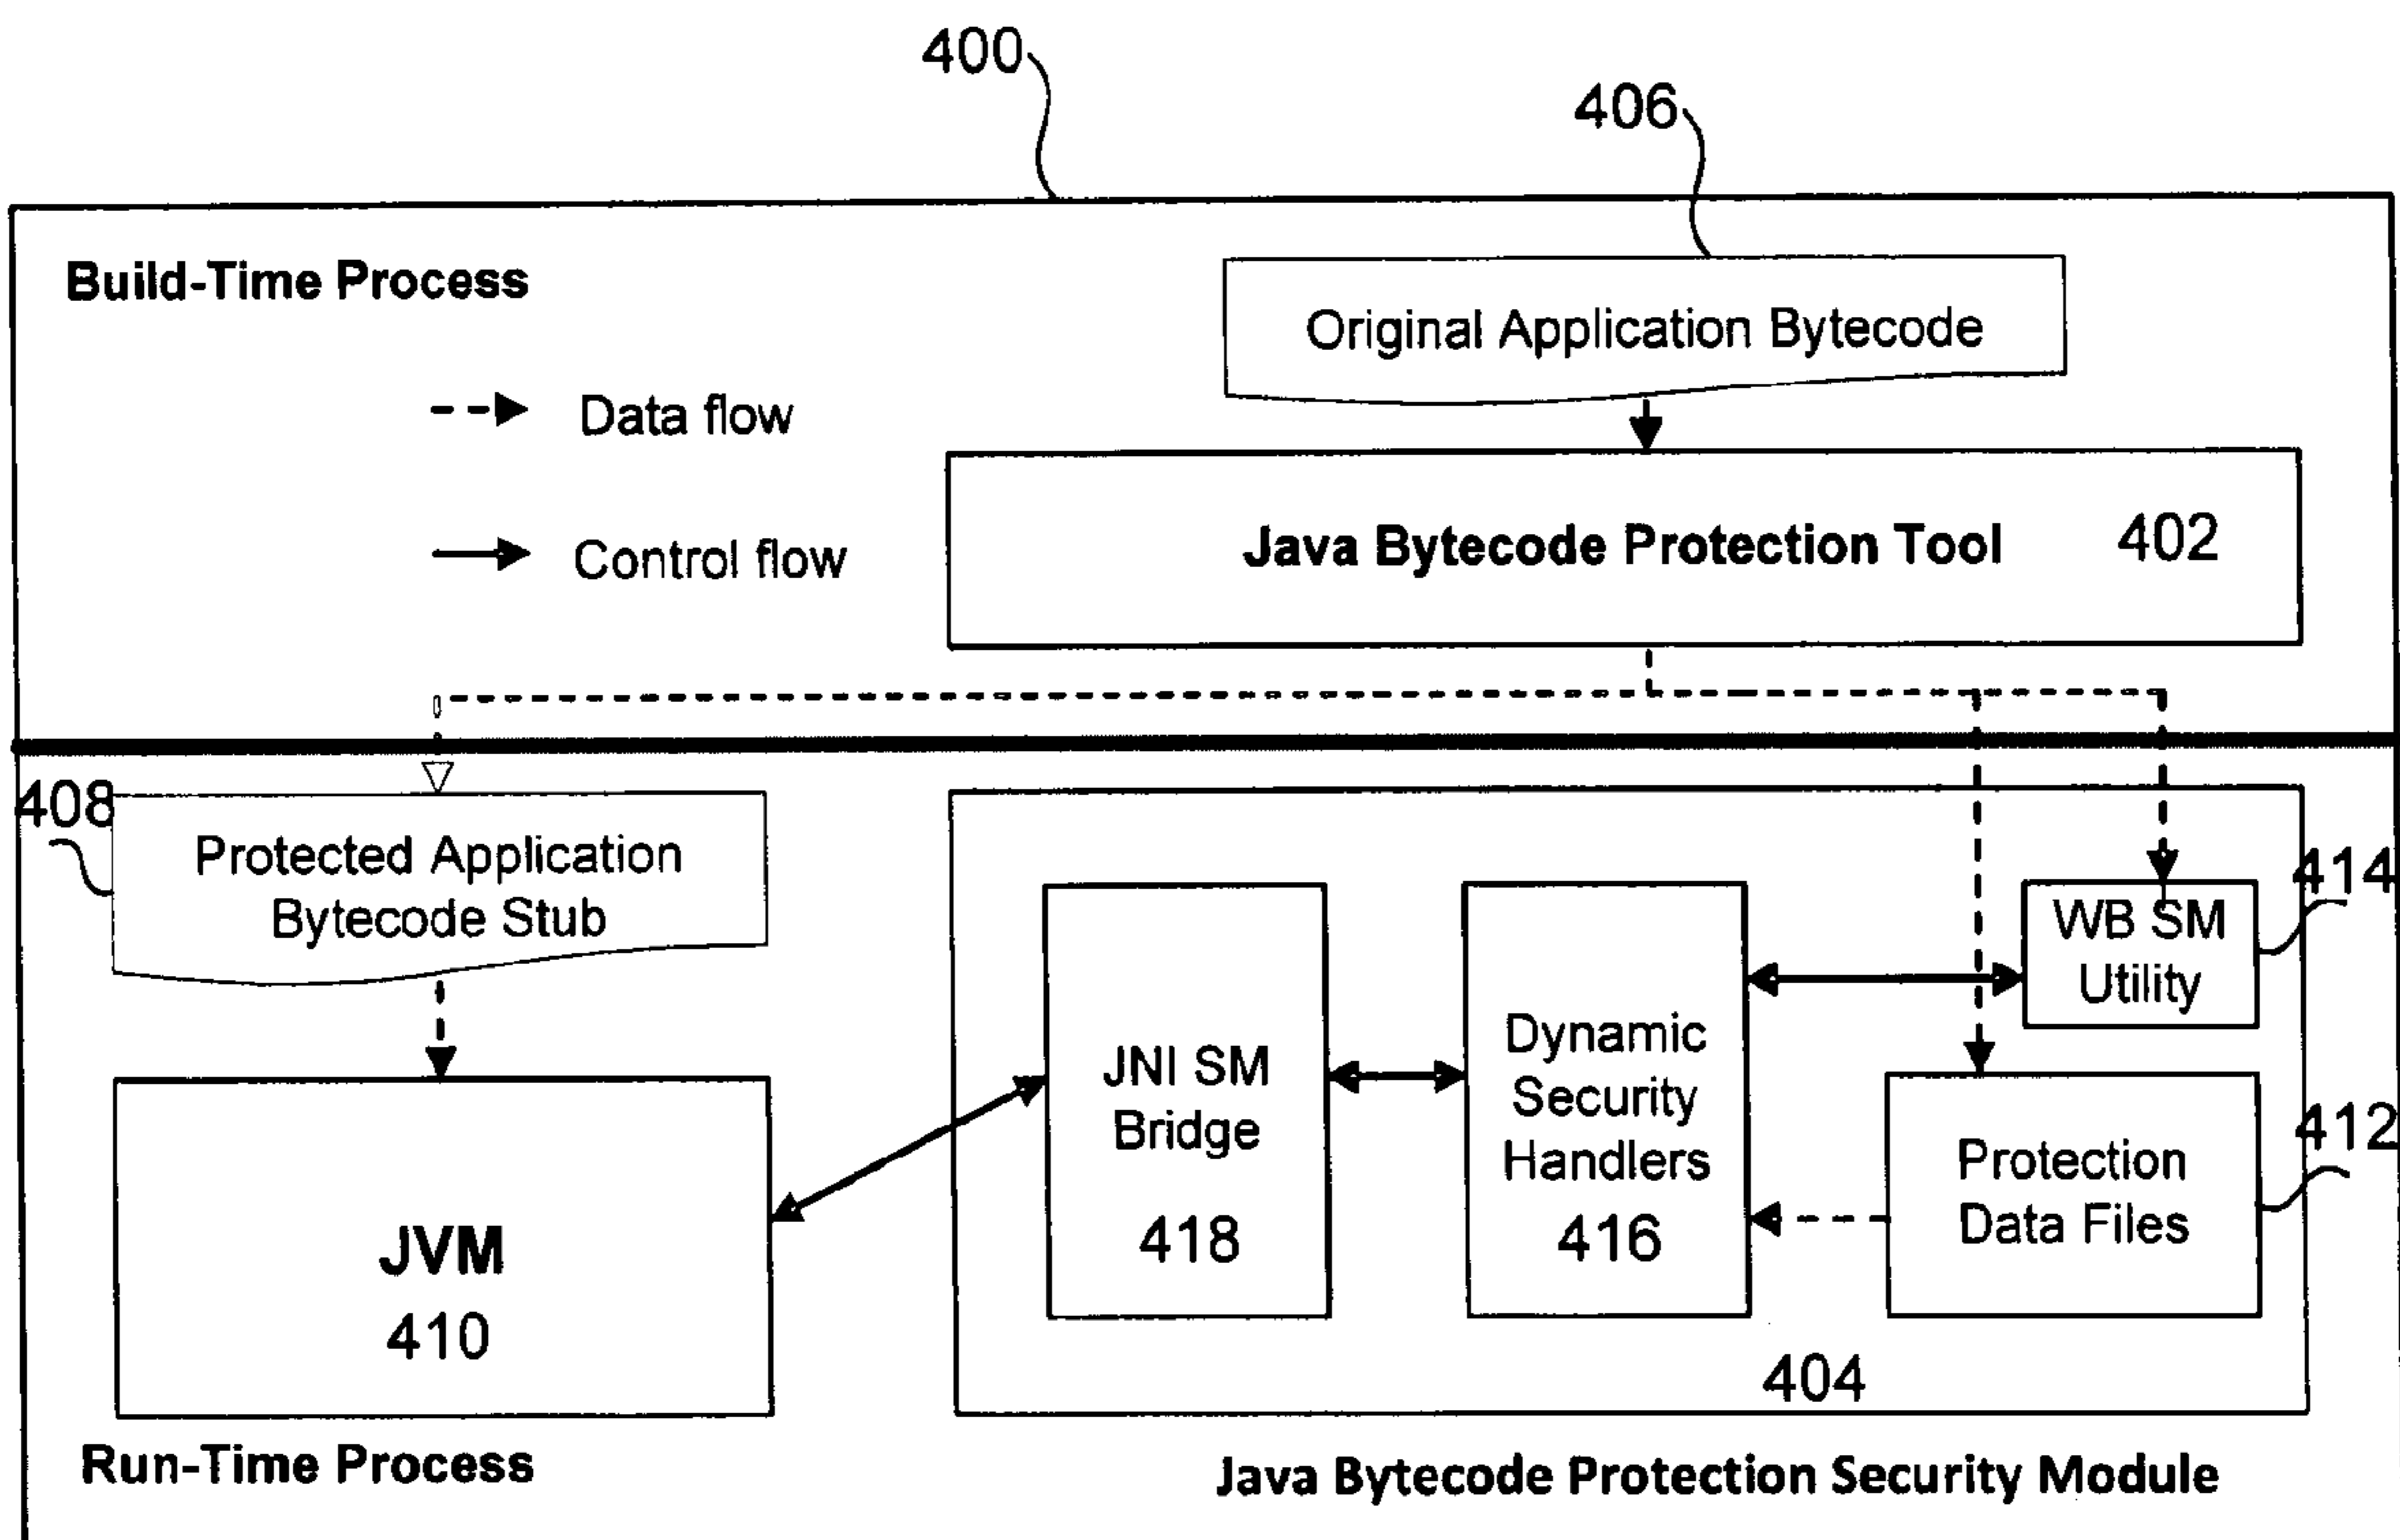 400
406
Build-Time Process
Original Application Bytecode
Data flow
Java Bytecode Protection Tool 402
Control flow
408
Protected Application
Bytecode Stub
414
WB SM
Utility
JNI SM
Bridge
418
Dynamic
Security
Handlers
416
412
Protection
Data Files
JVM
410
404
Run-Time Process
Java Bytecode Protection Security Module